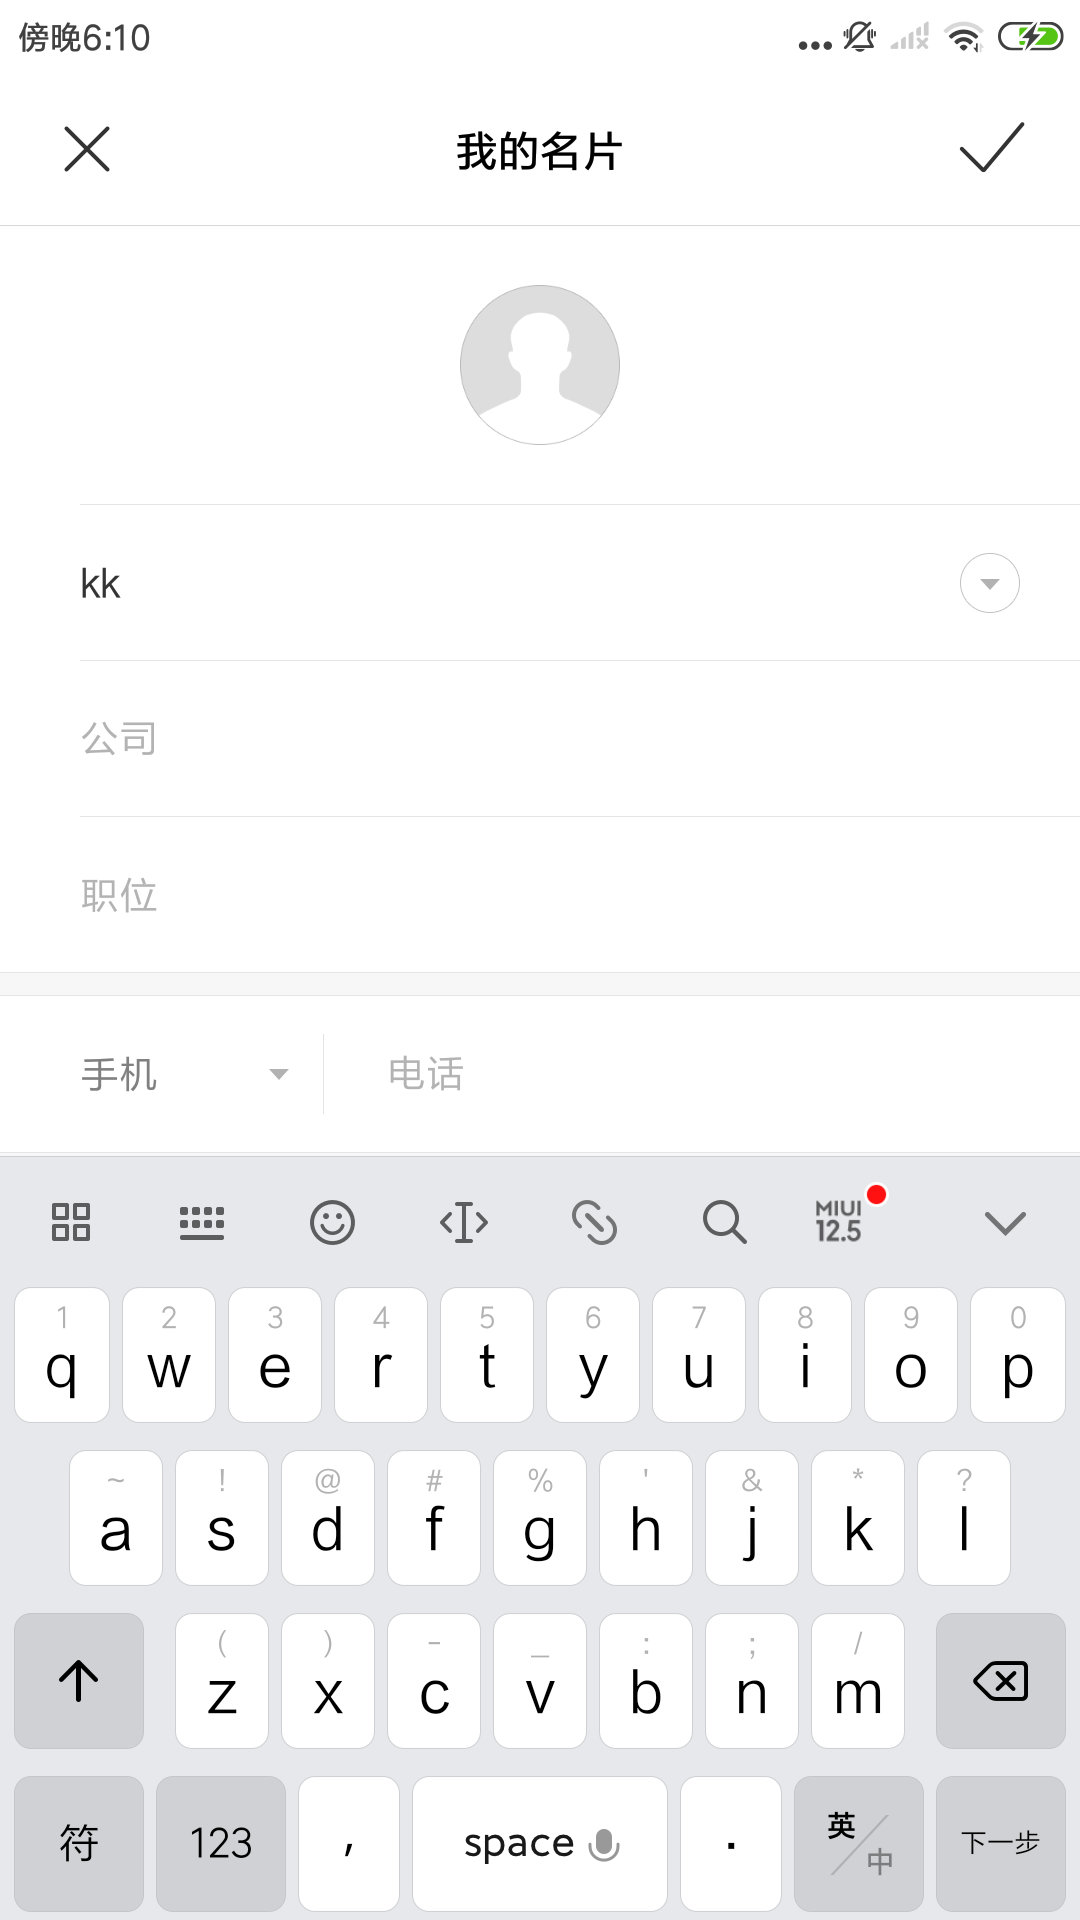 傍晚6:10
我的名片
kk
公司
职位
手机 电话
MIUI 12.5
1 2 3 4 5 6 7 8 9 0
q w e r t y u i o p
~ ! @ # % ' & * ?
a s d f g h j k l
( ) - _ : ; /
z x c v b n m
符 123 , space . 英/中 下一步